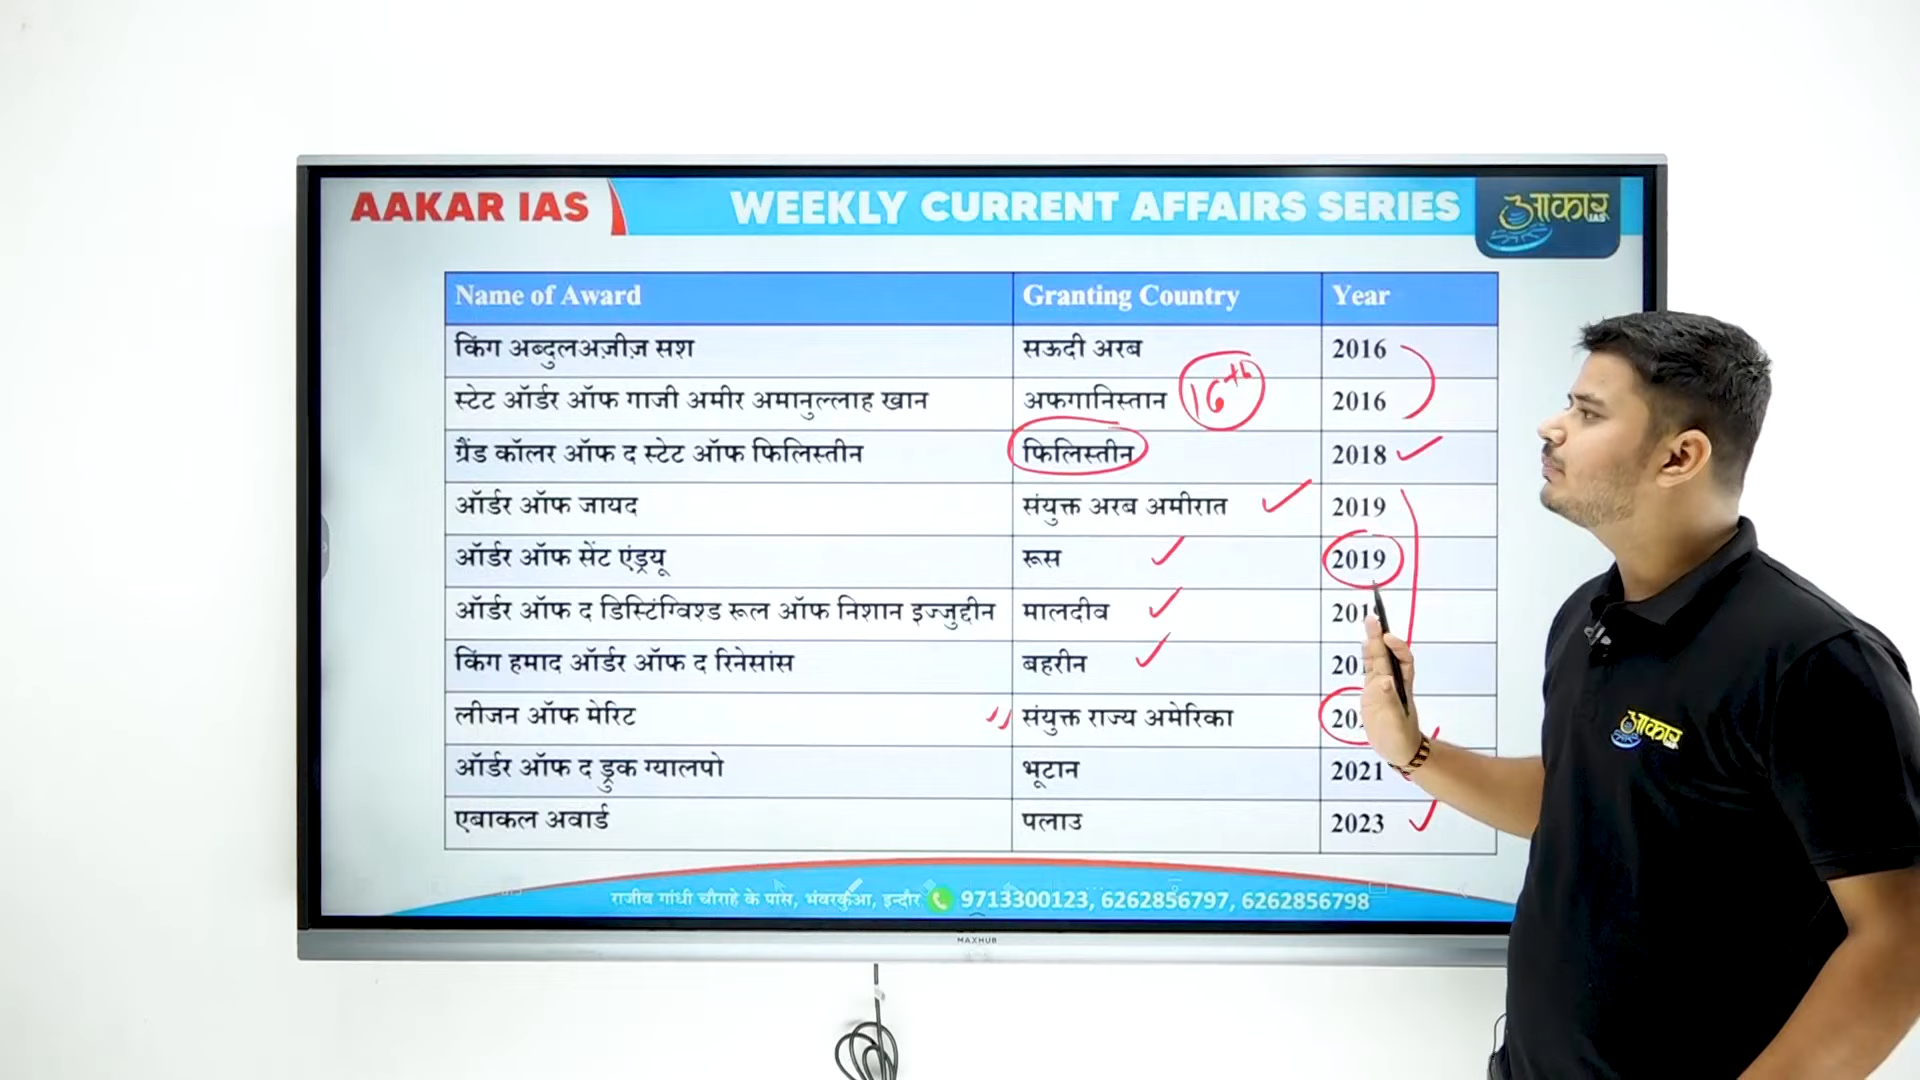 AAKAR IAS WEEKLY CURRENT AFFAIRS SERIES आकार IAS
Name of Award Granting Country Year
किंग अब्दुलअज़ीज़ सश सऊदी अरब 2016
16th
स्टेट ऑर्डर ऑफ गाजी अमीर अमानुल्लाह खान अफगानिस्तान 2016
ग्रैंड कॉलर ऑफ द स्टेट ऑफ फिलिस्तीन फिलिस्तीन 2018
ऑर्डर ऑफ जायद संयुक्त अरब अमीरात 2019
ऑर्डर ऑफ सेंट एंड्रयू रूस 2019
ऑर्डर ऑफ द डिस्टिंग्विश्ड रूल ऑफ निशान इज्जुद्दीन मालदीव
किंग हमाद ऑर्डर ऑफ द रिनेसांस बहरीन
लीजन ऑफ मेरिट संयुक्त राज्य अमेरिका
ऑर्डर ऑफ द ड्रुक ग्यालपो भूटान 2021
एबाकल अवार्ड पलाउ 2023
राजीव गांधी चौराहे के पास, भंवरकुंआ, इन्दौर 9713300123, 6262856797, 6262856798
MAXHUB
आकार